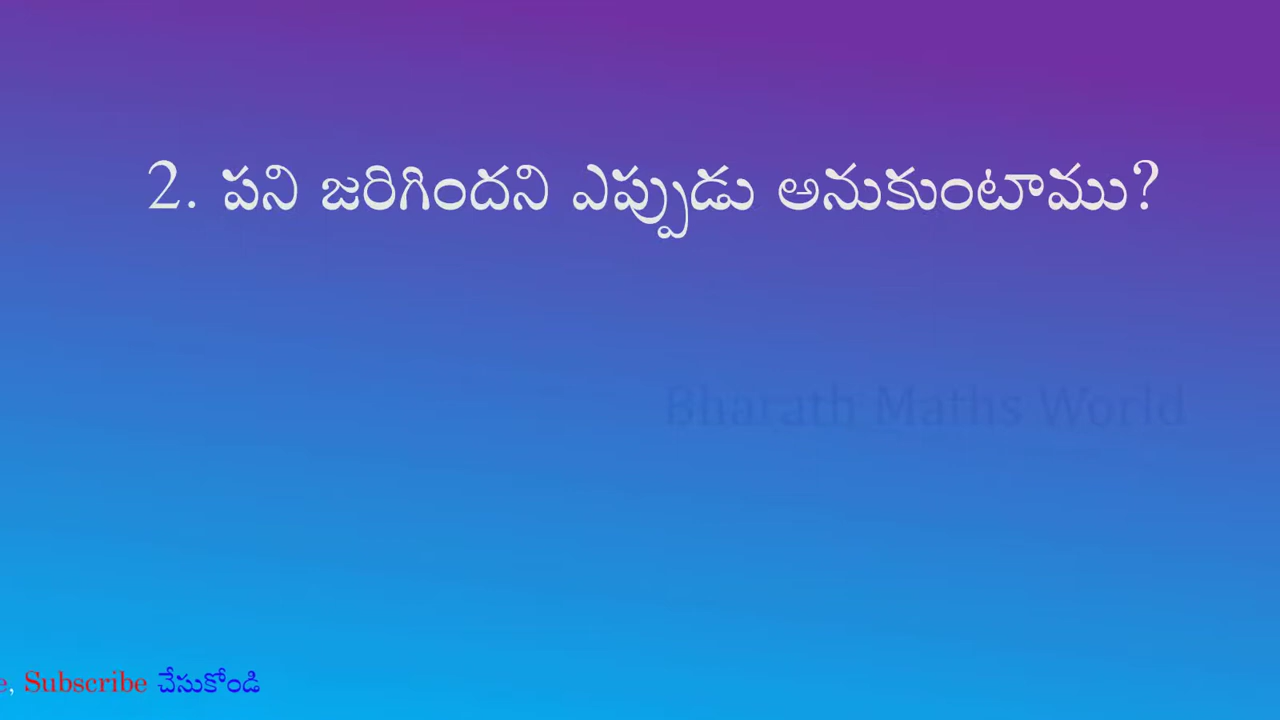 2. పని జరిగిందని ఎప్పుడు అనుకుంటాము?
Bharath Maths World
e, Subscribe చేసుకోండి